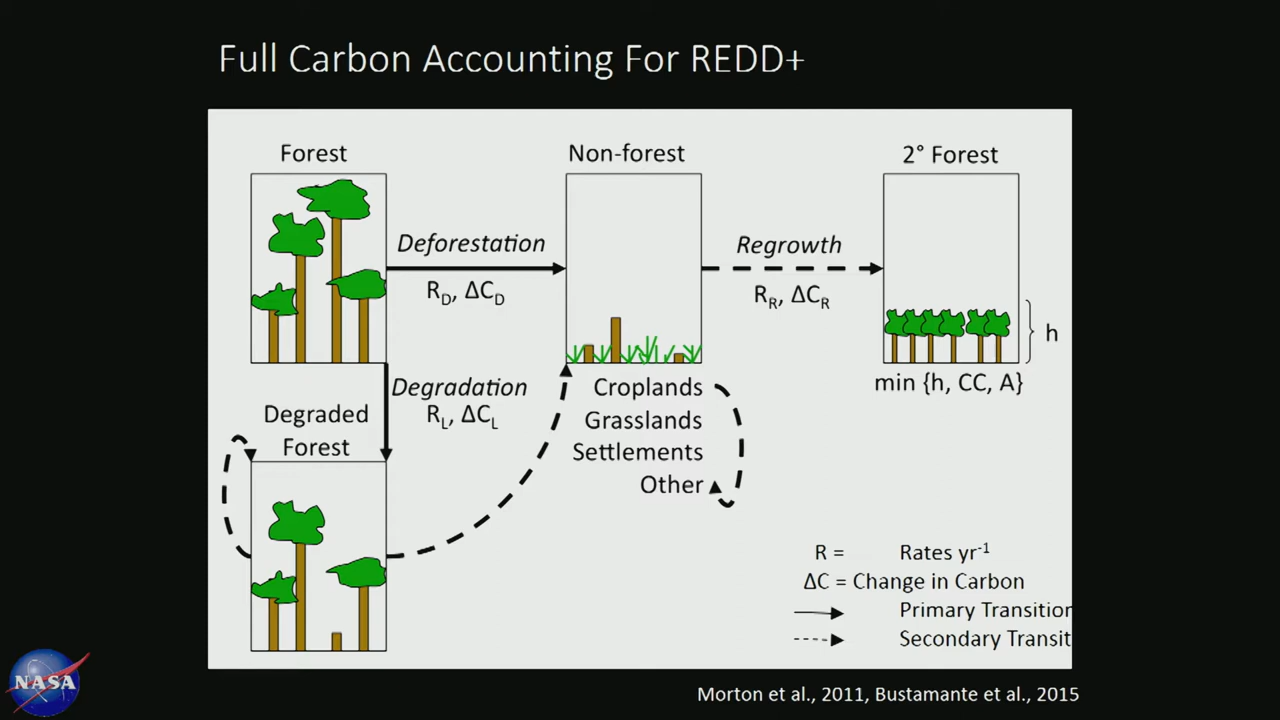 Full Carbon Accounting For REDD+
Forest
Non-forest
2° Forest
Deforestation
R_D, ΔC_D
Regrowth
R_R, ΔC_R
h
min {h, CC, A}
Degradation
R_L, ΔC_L
Degraded
Forest
Croplands
Grasslands
Settlements
Other
R = Rates yr⁻¹
ΔC = Change in Carbon
Primary Transition
Secondary Transit
NASA
Morton et al., 2011, Bustamante et al., 2015